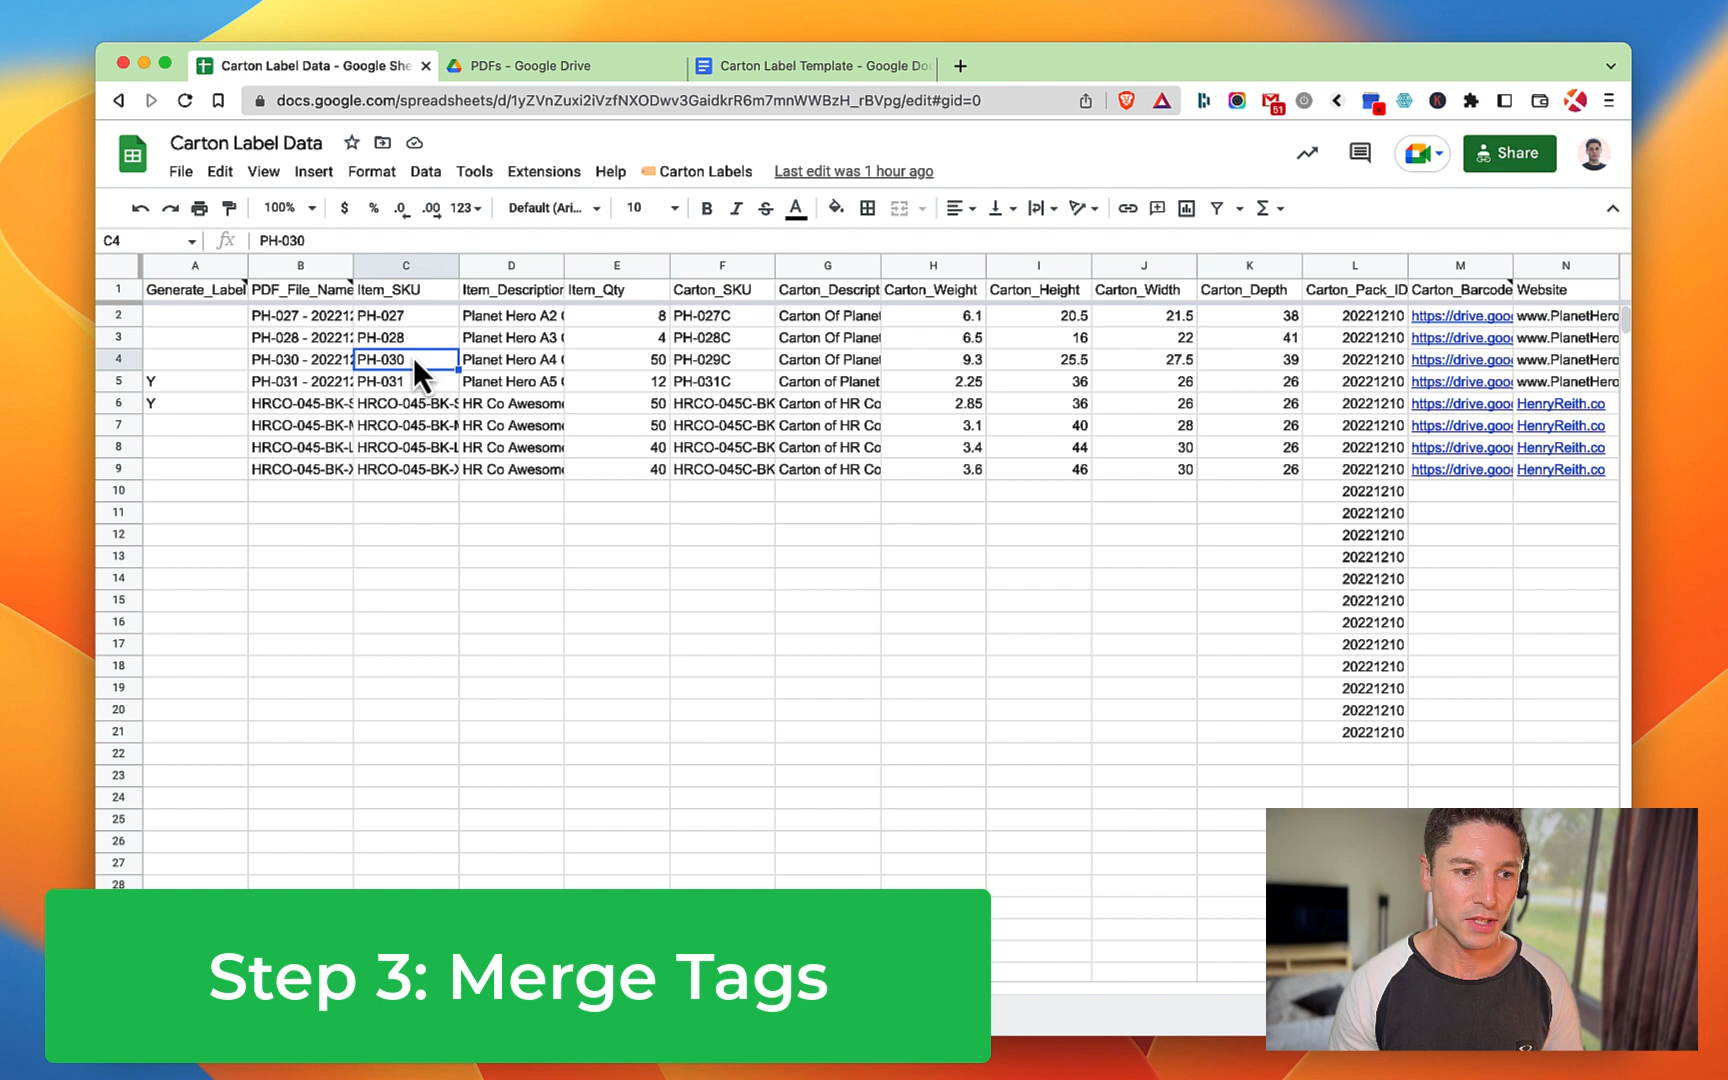 Carton Label Data - Google She
PDFs - Google Drive
Carton Label Template - Google Do
docs.google.com/spreadsheets/d/1yZVnZuxi2iVzfNXODwv3GaidkrR6m7mnWWBzH_rBVpg/edit#gid=0
51
Carton Label Data
Share
File Edit View Insert Format Data Tools Extensions Help Carton Labels Last edit was 1 hour ago
100% $ % .0 .00 123 Default (Ari... 10 B I S A Σ
C4 fx PH-030
A B C D E F G H I J K L M N
1 Generate_Label PDF_File_Name Item_SKU Item_Description Item_Qty Carton_SKU Carton_Descript Carton_Weight Carton_Height Carton_Width Carton_Depth Carton_Pack_ID Carton_Barcode Website
2 PH-027 - 202212 PH-027 Planet Hero A2 8 PH-027C Carton Of Planet 6.1 20.5 21.5 38 20221210 https://drive.goo www.PlanetHero
3 PH-028 - 202212 PH-028 Planet Hero A3 4 PH-028C Carton Of Planet 6.5 16 22 41 20221210 https://drive.goo www.PlanetHero
4 PH-030 - 202212 PH-030 Planet Hero A4 50 PH-029C Carton Of Planet 9.3 25.5 27.5 39 20221210 https://drive.goo www.PlanetHero
5 Y PH-031 - 202212 PH-031 Planet Hero A5 12 PH-031C Carton of Planet 2.25 36 26 26 20221210 https://drive.goo www.PlanetHero
6 Y HRCO-045-BK-S HRCO-045-BK-S HR Co Awesom 50 HRCO-045C-BK Carton of HR Co 2.85 36 26 26 20221210 https://drive.goo HenryReith.co
7 HRCO-045-BK-M HRCO-045-BK-M HR Co Awesom 50 HRCO-045C-BK Carton of HR Co 3.1 40 28 26 20221210 https://drive.goo HenryReith.co
8 HRCO-045-BK-L HRCO-045-BK-L HR Co Awesom 40 HRCO-045C-BK Carton of HR Co 3.4 44 30 26 20221210 https://drive.goo HenryReith.co
9 HRCO-045-BK-X HRCO-045-BK-X HR Co Awesom 40 HRCO-045C-BK Carton of HR Co 3.6 46 30 26 20221210 https://drive.goo HenryReith.co
10 20221210
11 20221210
12 20221210
13 20221210
14 20221210
15 20221210
16 20221210
17 20221210
18 20221210
19 20221210
20 20221210
21 20221210
22
23
24
25
26
27
28
Step 3: Merge Tags